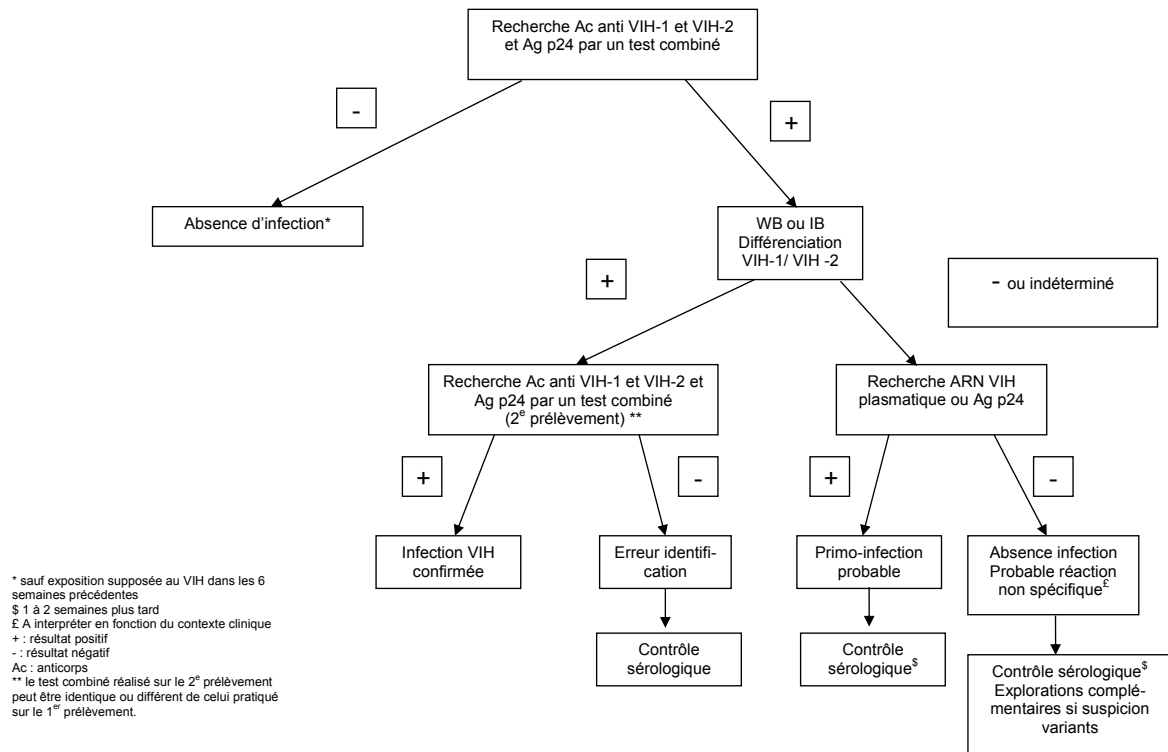 Recherche Ac anti VIH-1 et VIH-2
et Ag p24 par un test combiné
-
+
Absence d'infection*
WB ou IB
Différenciation
VIH-1/ VIH -2
+
- ou indéterminé
Recherche Ac anti VIH-1 et VIH-2 et
Ag p24 par un test combiné
(2e prélèvement) **
Recherche ARN VIH
plasmatique ou Ag p24
+
-
+
-
Infection VIH
confirmée
Erreur identifi-
cation
Primo-infection
probable
Absence infection
Probable réaction
non spécifique£
Contrôle
sérologique
Contrôle
sérologique$
Contrôle sérologique$
Explorations complé-
mentaires si suspicion
variants
* sauf exposition supposée au VIH dans les 6
semaines précédentes
$ 1 à 2 semaines plus tard
£ A interpréter en fonction du contexte clinique
+ : résultat positif
- : résultat négatif
Ac : anticorps
** le test combiné réalisé sur le 2e prélèvement
peut être identique ou différent de celui pratiqué
sur le 1er prélèvement.